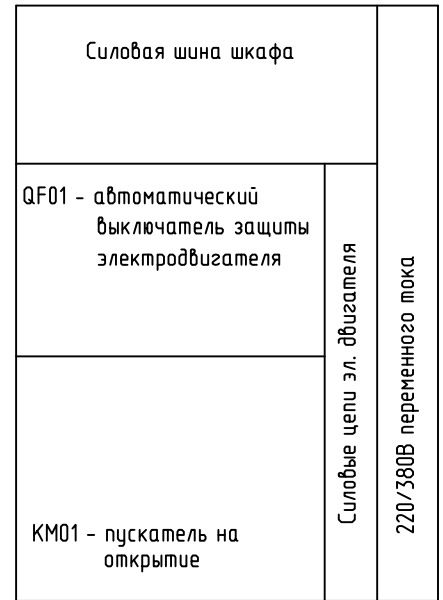 Силовая шина шкафа
QF01 - автоматический
выключатель защиты
электродвигателя
KM01 - пускатель на
открытие
Силовые цепи эл. двигателя
220/380В переменного тока